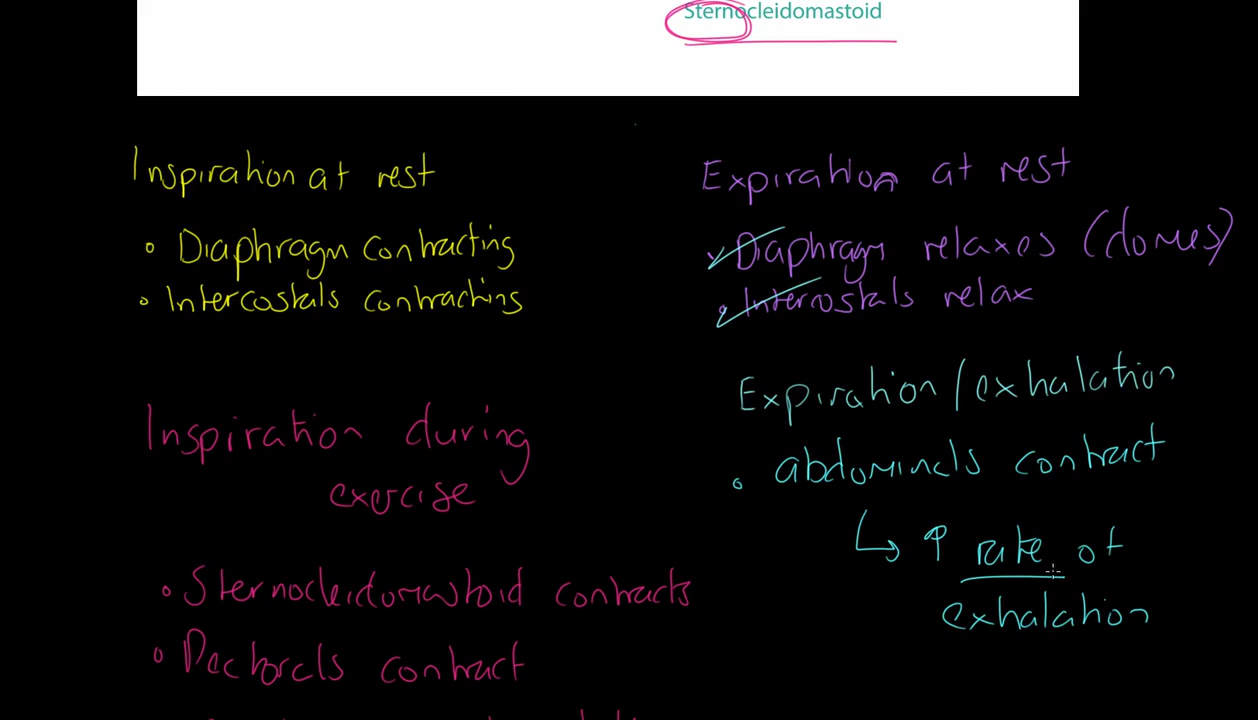 Sternocleidomastoid
Inspiration at rest
• Diaphragm contracting
• Intercostals contracting
Inspiration during
exercise
• Sternocleidomastoid contracts
• Pectorals contract
Expiration at rest
• Diaphragm relaxes (domes)
• Intercostals relax
Expiration/exhalation
• abdominals contract
↳ ↑ rate of
exhalation